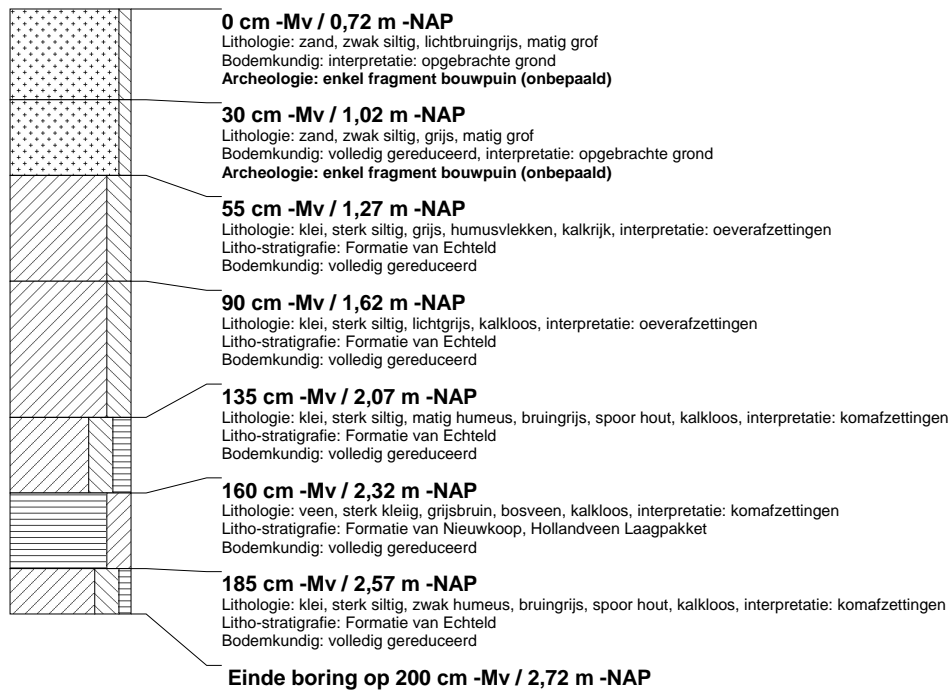 0 cm -Mv / 0,72 m -NAP
Lithologie: zand, zwak siltig, lichtbruingrijs, matig grof
Bodemkundig: interpretatie: opgebrachte grond
Archeologie: enkel fragment bouwpuin (onbepaald)
30 cm -Mv / 1,02 m -NAP
Lithologie: zand, zwak siltig, grijs, matig grof
Bodemkundig: volledig gereduceerd, interpretatie: opgebrachte grond
Archeologie: enkel fragment bouwpuin (onbepaald)
55 cm -Mv / 1,27 m -NAP
Lithologie: klei, sterk siltig, grijs, humusvlekken, kalkrijk, interpretatie: oeverafzettingen
Litho-stratigrafie: Formatie van Echteld
Bodemkundig: volledig gereduceerd
90 cm -Mv / 1,62 m -NAP
Lithologie: klei, sterk siltig, lichtgrijs, kalkloos, interpretatie: oeverafzettingen
Litho-stratigrafie: Formatie van Echteld
Bodemkundig: volledig gereduceerd
135 cm -Mv / 2,07 m -NAP
Lithologie: klei, sterk siltig, matig humeus, bruingrijs, spoor hout, kalkloos, interpretatie: komafzettingen
Litho-stratigrafie: Formatie van Echteld
Bodemkundig: volledig gereduceerd
160 cm -Mv / 2,32 m -NAP
Lithologie: veen, sterk kleiig, grijsbruin, bosveen, kalkloos, interpretatie: komafzettingen
Litho-stratigrafie: Formatie van Nieuwkoop, Hollandveen Laagpakket
Bodemkundig: volledig gereduceerd
185 cm -Mv / 2,57 m -NAP
Lithologie: klei, sterk siltig, zwak humeus, bruingrijs, spoor hout, kalkloos, interpretatie: komafzettingen
Litho-stratigrafie: Formatie van Echteld
Bodemkundig: volledig gereduceerd
Einde boring op 200 cm -Mv / 2,72 m -NAP